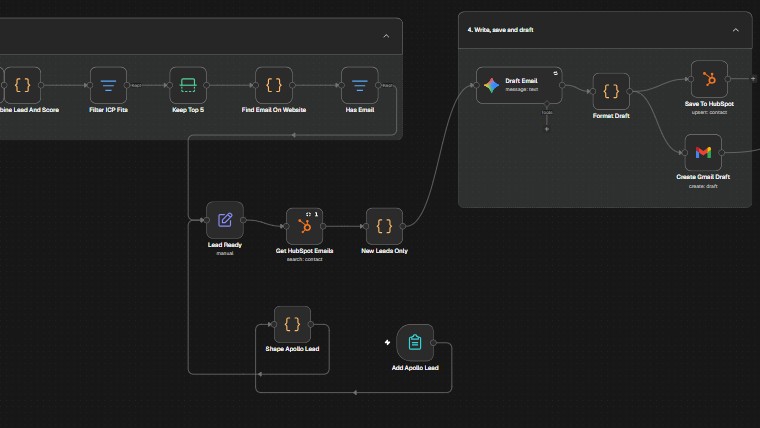 4. Write, save and draft
bine Lead And Score
Filter ICP Fits
Keep Top 5
Find Email On Website
Has Email
Draft Email
message: text
Format Draft
Save To HubSpot
upsert: contact
Create Gmail Draft
create: draft
1
Lead Ready
manual
Get HubSpot Emails
search: contact
New Leads Only
Shape Apollo Lead
Add Apollo Lead